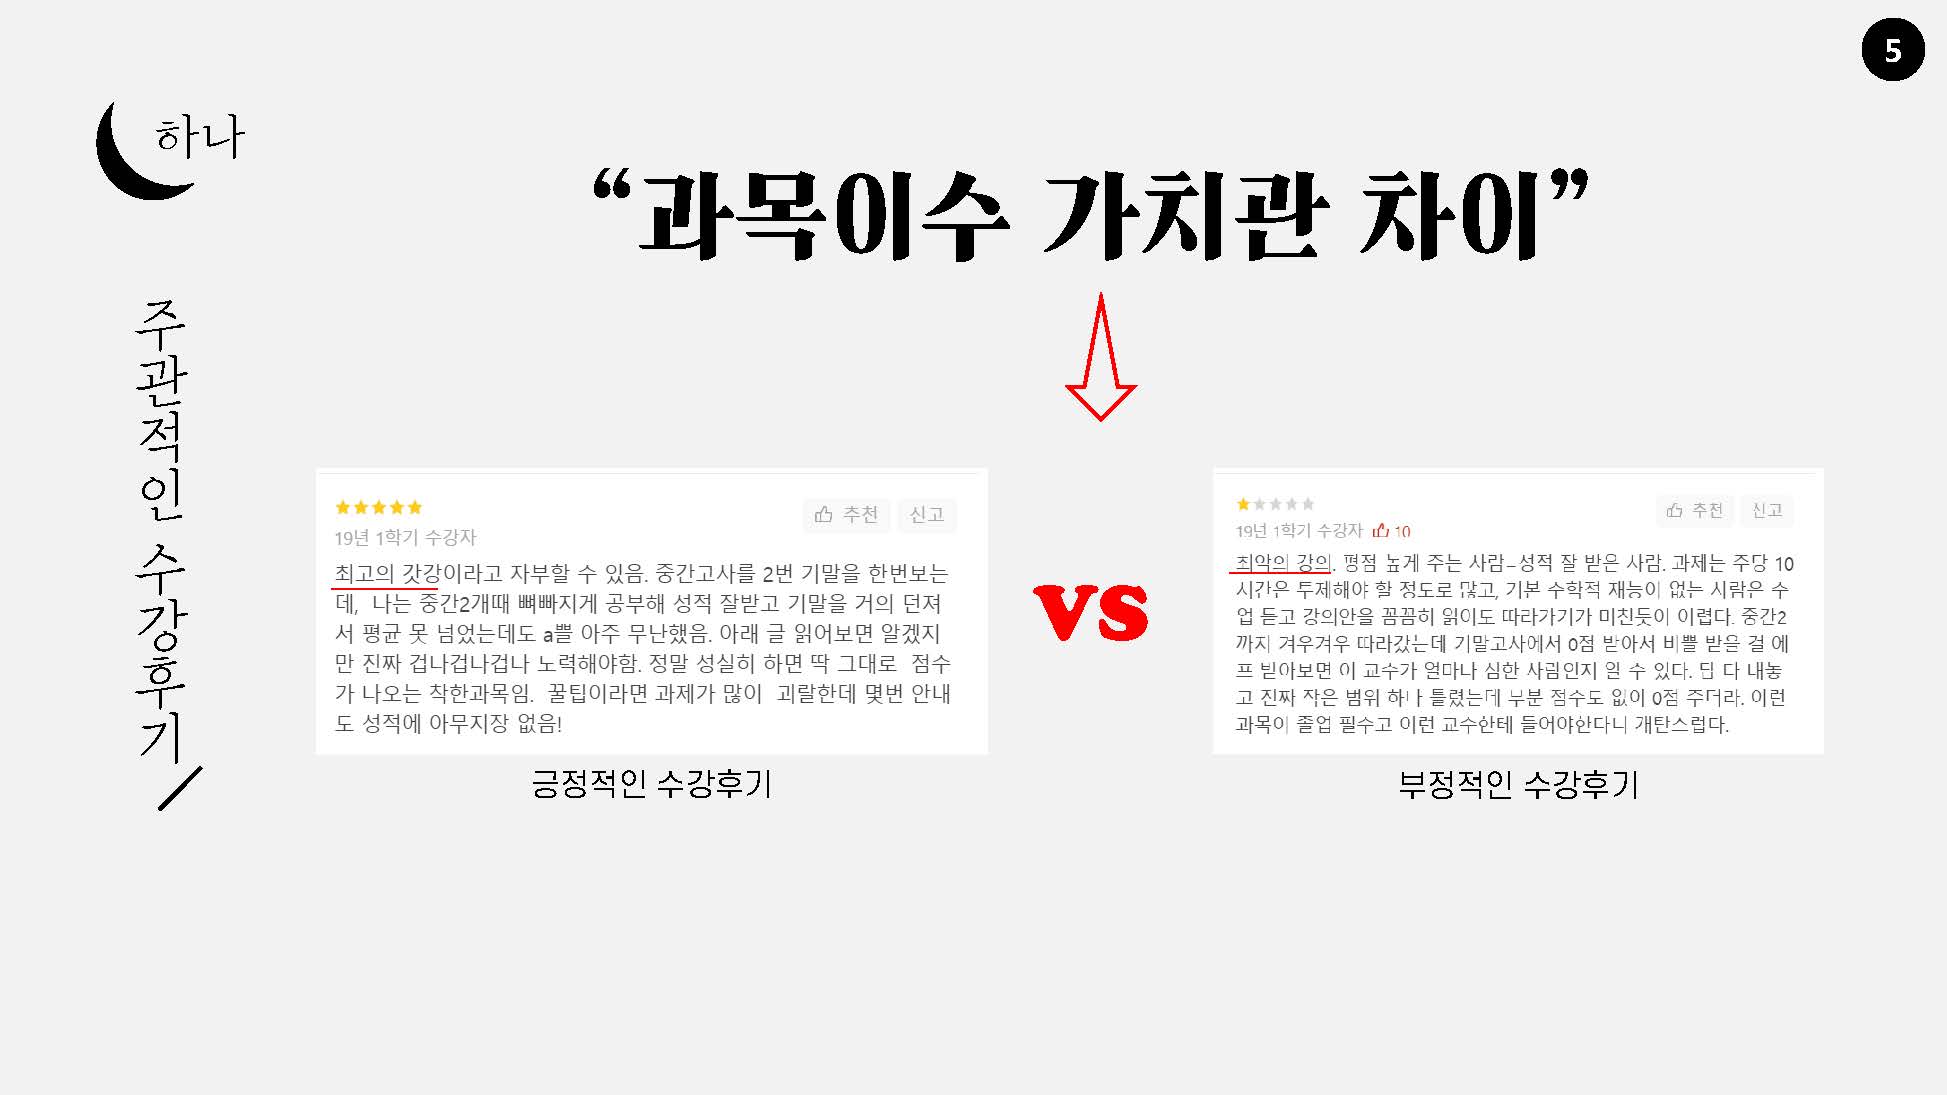 5
하나
주관적인 수강후기
“과목이수 가치관 차이”
추천 신고
19년 1학기 수강자
최고의 갓강이라고 자부할 수 있음. 중간고사를 2번 기말을 한번보는
데, 나는 중간2개때 뼈빠지게 공부해 성적 잘받고 기말을 거의 던져
서 평균 못 넘었는데도 a쁠 아주 무난했음. 아래 글 읽어보면 알겠지
만 진짜 겁나겁나겁나 노력해야함. 정말 성실히 하면 딱 그대로 점수
가 나오는 착한과목임. 꿀팁이라면 과제가 많이 괴랄한데 몇번 안내
도 성적에 아무지장 없음!
긍정적인 수강후기
vs
추천 신고
19년 1학기 수강자 10
최악의 강의. 평점 높게 주는 사람-성적 잘 받은 사람. 과제는 주당 10
시간은 투제해야 할 정도로 많고, 기본 수학적 재능이 없는 사람은 수
업 듣고 강의안을 꼼꼼히 읽어도 따라가기가 미친듯이 어렵다. 중간2
까지 겨우겨우 따라갔는데 기말고사에서 0점 받아서 비쁠 받을 걸 에
프 받아보면 이 교수가 얼마나 심한 사람인지 알 수 있다. 답 다 내놓
고 진짜 작은 범위 하나 틀렸는데 부분 점수도 없이 0점 주더라. 이런
과목이 졸업 필수고 이런 교수한테 들어야한다니 개탄스럽다.
부정적인 수강후기